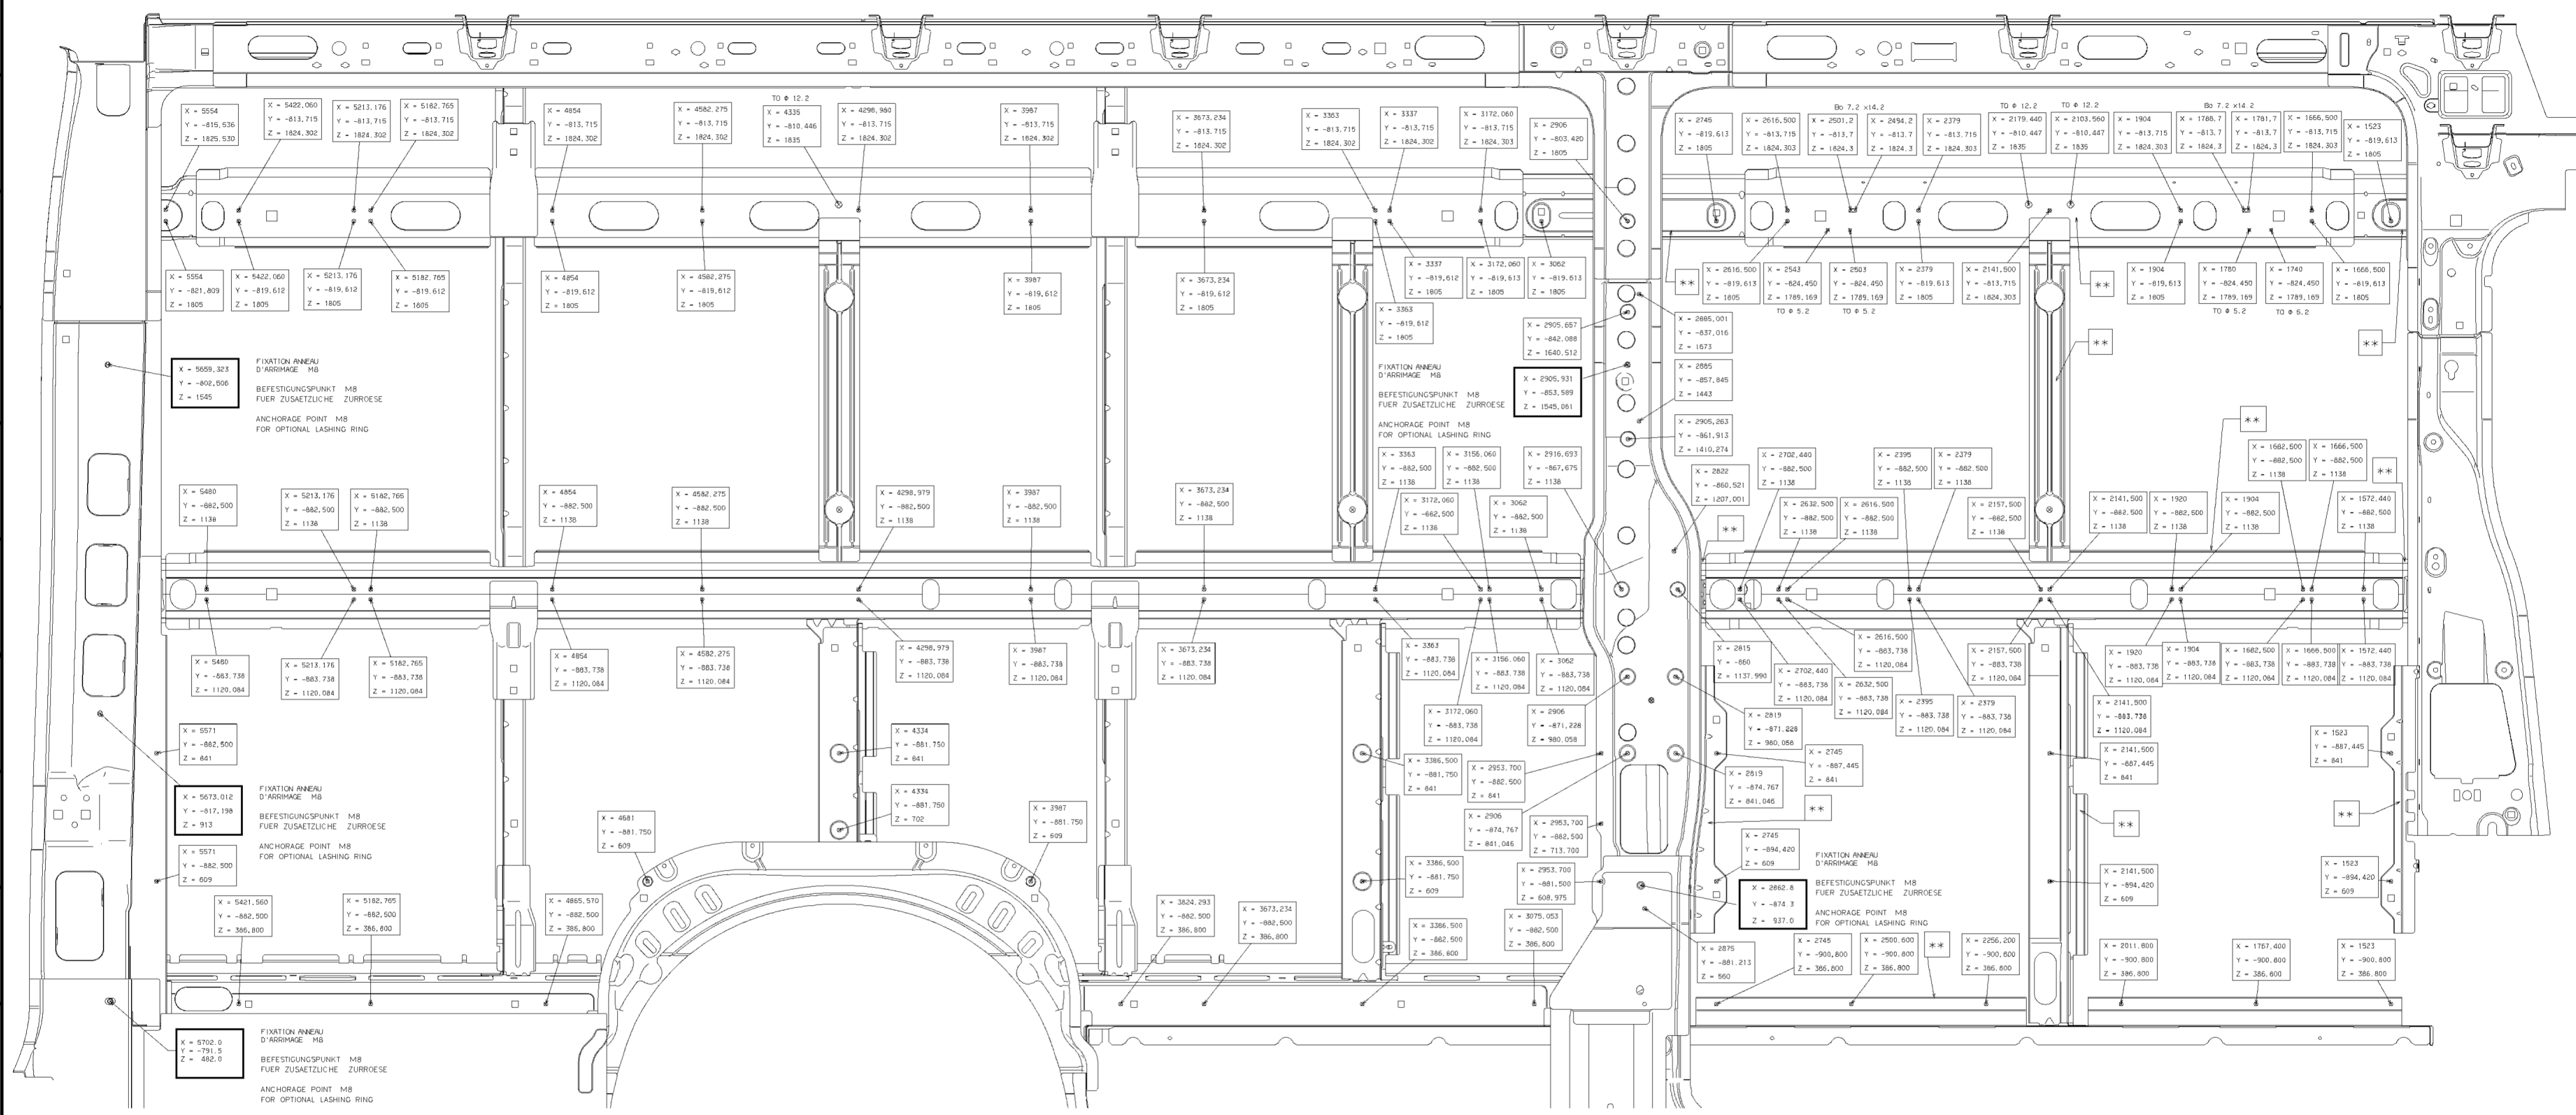 TO Φ 12.2
X = 5554
Y = -815,536
Z = 1825.530
X = 5422,060
Y = -813,715
Z = 1824,302
X = 5213,176
Y = -813,715
Z = 1824,302
X = 5182,765
Y = -813,715
Z = 1824,302
X = 4854
Y = -813,715
Z = 1824,302
X = 4582,275
Y = -813,715
Z = 1824,302
X = 4335
Y = -810,446
Z = 1835
X = 4298,980
Y = -813,715
Z = 1824,302
X = 3987
Y = -813,715
Z = 1824,302
X = 3673,234
Y = -813,715
Z = 1824,302
X = 3363
Y = -813,715
Z = 1824,302
X = 3337
Y = -813,715
Z = 1824,302
X = 3172,060
Y = -813,715
Z = 1824,303
X = 2906
Y = -803,420
Z = 1805
X = 2745
Y = -819,613
Z = 1805
X = 2616,500
Y = -813,715
Z = 1824,303
Bo 7.2 x14.2
X = 2501,2
Y = -813,7
Z = 1824,3
X = 2494,2
Y = -813,7
Z = 1824,3
X = 2379
Y = -813,715
Z = 1824,303
TO Φ 12.2
X = 2179,440
Y = -810,447
Z = 1835
TO Φ 12.2
X = 2103,560
Y = -810,447
Z = 1835
X = 1904
Y = -813,715
Z = 1824,303
Bo 7.2 x14.2
X = 1788,7
Y = -813,7
Z = 1824,3
X = 1781,7
Y = -813,7
Z = 1824,3
X = 1666,500
Y = -813,715
Z = 1824,303
X = 1523
Y = -819,613
Z = 1805
X = 5554
Y = -821,809
Z = 1805
X = 5422,060
Y = -819,612
Z = 1805
X = 5213,176
Y = -819,612
Z = 1805
X = 5182,765
Y = -819,612
Z = 1805
X = 4854
Y = -819,612
Z = 1805
X = 4582,275
Y = -819,612
Z = 1805
X = 3987
Y = -819,612
Z = 1805
X = 3673,234
Y = -819,612
Z = 1805
X = 3337
Y = -819,612
Z = 1805
X = 3172,060
Y = -819,613
Z = 1805
X = 3062
Y = -819,613
Z = 1805
X = 3363
Y = -819,612
Z = 1805
**
X = 2616,500
Y = -819,613
Z = 1805
X = 2543
Y = -824,450
Z = 1789,169
TO Φ 5.2
X = 2503
Y = -824,450
Z = 1789,169
TO Φ 5.2
X = 2379
Y = -819,613
Z = 1805
X = 2141,500
Y = -813,715
Z = 1824,303
**
X = 1904
Y = -819,613
Z = 1805
X = 1780
Y = -824,450
Z = 1789,169
TO Φ 5.2
X = 1740
Y = -824,450
Z = 1789,169
TO Φ 5.2
X = 1666,500
Y = -819,613
Z = 1805
**
**
X = 5659,323
Y = -802,506
Z = 1545
FIXATION ANNEAU
D'ARRIMAGE M8
BEFESTIGUNGSPUNKT M8
FUER ZUSAETZLICHE ZURROESE
ANCHORAGE POINT M8
FOR OPTIONAL LASHING RING
X = 2905,657
Y = -842,088
Z = 1640,512
X = 2885,001
Y = -837,016
Z = 1673
FIXATION ANNEAU
D'ARRIMAGE M8
BEFESTIGUNGSPUNKT M8
FUER ZUSAETZLICHE ZURROESE
ANCHORAGE POINT M8
FOR OPTIONAL LASHING RING
X = 2905,931
Y = -853,589
Z = 1545,061
X = 2885
Y = -857,845
Z = 1443
X = 2905,263
Y = -861,913
Z = 1410,274
X = 2822
Y = -860,521
Z = 1207,001
**
X = 5480
Y = -882,500
Z = 1138
X = 5213,176
Y = -882,500
Z = 1138
X = 5182,765
Y = -882,500
Z = 1138
X = 4854
Y = -882,500
Z = 1138
X = 4582,275
Y = -882,500
Z = 1138
X = 4298,979
Y = -882,500
Z = 1138
X = 3987
Y = -882,500
Z = 1138
X = 3673,234
Y = -882,500
Z = 1138
X = 3363
Y = -882,500
Z = 1138
X = 3156,060
Y = -882,500
Z = 1138
X = 2916,693
Y = -867,675
Z = 1138
X = 3172,060
Y = -882,500
Z = 1138
X = 3062
Y = -882,500
Z = 1138
**
X = 2702,440
Y = -882,500
Z = 1138
X = 2632,500
Y = -882,500
Z = 1138
X = 2616,500
Y = -882,500
Z = 1138
X = 2395
Y = -882,500
Z = 1138
X = 2379
Y = -882,500
Z = 1138
X = 2157,500
Y = -882,500
Z = 1138
X = 2141,500
Y = -882,500
Z = 1138
X = 1920
Y = -882,500
Z = 1138
X = 1904
Y = -882,500
Z = 1138
X = 1682,500
Y = -882,500
Z = 1138
X = 1666,500
Y = -882,500
Z = 1138
**
X = 1572,440
Y = -882,500
Z = 1138
X = 5480
Y = -883,738
Z = 1120,084
X = 5213,176
Y = -883,738
Z = 1120,084
X = 5182,765
Y = -883,738
Z = 1120,084
X = 4854
Y = -883,738
Z = 1120,084
X = 4582,275
Y = -883,738
Z = 1120,084
X = 4298,979
Y = -883,738
Z = 1120,084
X = 3987
Y = -883,738
Z = 1120,084
X = 3673,234
Y = -883,738
Z = 1120,084
X = 3363
Y = -883,738
Z = 1120,084
X = 3156,060
Y = -883,738
Z = 1120,084
X = 3062
Y = -883,738
Z = 1120,084
X = 3172,060
Y = -883,738
Z = 1120,084
X = 2906
Y = -871,228
Z = 980,058
X = 2815
Y = -860
Z = 1137,990
X = 2702,440
Y = -883,738
Z = 1120,084
X = 2632,500
Y = -883,738
Z = 1120,084
X = 2616,500
Y = -883,738
Z = 1120,084
X = 2395
Y = -883,738
Z = 1120,084
X = 2379
Y = -883,738
Z = 1120,084
X = 2157,500
Y = -883,738
Z = 1120,084
X = 2141,500
Y = -883,738
Z = 1120,084
X = 1920
Y = -883,738
Z = 1120,084
X = 1904
Y = -883,738
Z = 1120,084
X = 1682,500
Y = -883,738
Z = 1120,084
X = 1666,500
Y = -883,738
Z = 1120,084
X = 1572,440
Y = -883,738
Z = 1120,084
X = 5571
Y = -882,500
Z = 841
X = 4334
Y = -881,750
Z = 841
X = 3386,500
Y = -881,750
Z = 841
X = 2953,700
Y = -882,500
Z = 841
X = 2819
Y = -871,228
Z = 980,058
X = 2745
Y = -887,445
Z = 841
X = 2819
Y = -874,767
Z = 841,046
X = 2141,500
Y = -887,445
Z = 841
X = 1523
Y = -887,445
Z = 841
X = 5673,012
Y = -817,198
Z = 913
FIXATION ANNEAU
D'ARRIMAGE M8
BEFESTIGUNGSPUNKT M8
FUER ZUSAETZLICHE ZURROESE
ANCHORAGE POINT M8
FOR OPTIONAL LASHING RING
X = 4334
Y = -881,750
Z = 702
X = 4681
Y = -881,750
Z = 609
X = 3987
Y = -881,750
Z = 609
X = 2906
Y = -874,767
Z = 841,046
X = 2953,700
Y = -882,500
Z = 713,700
**
**
**
X = 5571
Y = -882,500
Z = 609
X = 3386,500
Y = -881,750
Z = 609
X = 2953,700
Y = -881,500
Z = 608,975
X = 2745
Y = -894,420
Z = 609
FIXATION ANNEAU
D'ARRIMAGE M8
BEFESTIGUNGSPUNKT M8
FUER ZUSAETZLICHE ZURROESE
ANCHORAGE POINT M8
FOR OPTIONAL LASHING RING
X = 2862.8
Y = -874.3
Z = 937.0
X = 2141,500
Y = -894,420
Z = 609
X = 1523
Y = -894,420
Z = 609
X = 5421,560
Y = -882,500
Z = 386,800
X = 5182,765
Y = -882,500
Z = 386,800
X = 4865,570
Y = -882,500
Z = 386,800
X = 3824,293
Y = -882,500
Z = 386,800
X = 3673,234
Y = -882,500
Z = 386,800
X = 3386,500
Y = -882,500
Z = 386,800
X = 3075,053
Y = -882,500
Z = 386,800
X = 2875
Y = -881,213
Z = 560
X = 2745
Y = -900,800
Z = 386,800
X = 2500,600
Y = -900,800
Z = 386,800
**
X = 2256,200
Y = -900,800
Z = 386,800
X = 2011,800
Y = -900,800
Z = 386,800
X = 1767,400
Y = -900,800
Z = 386,800
X = 1523
Y = -900,800
Z = 386,800
X = 5702.0
Y = -791.5
Z = 482.0
FIXATION ANNEAU
D'ARRIMAGE M8
BEFESTIGUNGSPUNKT M8
FUER ZUSAETZLICHE ZURROESE
ANCHORAGE POINT M8
FOR OPTIONAL LASHING RING